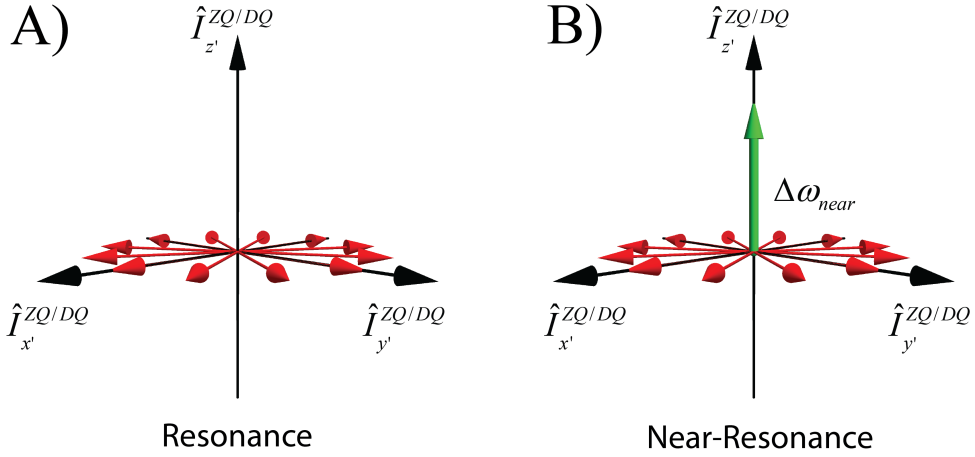 A)
Î_{z'}^{ZQ/DQ}
Î_{x'}^{ZQ/DQ}
Î_{y'}^{ZQ/DQ}
Resonance
B)
Î_{z'}^{ZQ/DQ}
Δω_{near}
Î_{x'}^{ZQ/DQ}
Î_{y'}^{ZQ/DQ}
Near-Resonance